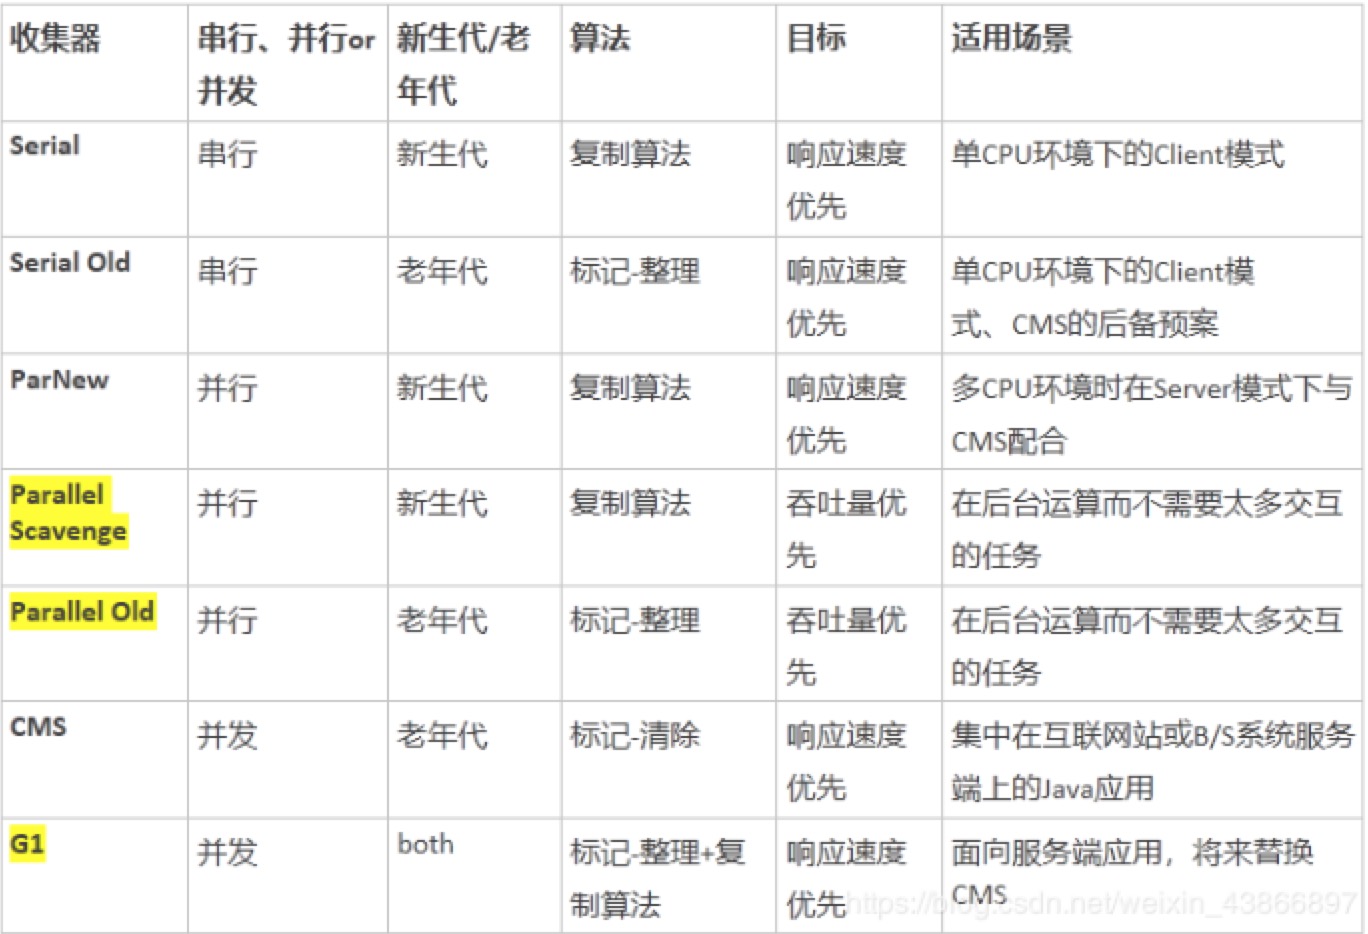 收集器
串行、并行or
并发
新生代/老
年代
算法
目标
适用场景
Serial
串行
新生代
复制算法
响应速度
优先
单CPU环境下的Client模式
Serial Old
串行
老年代
标记-整理
响应速度
优先
单CPU环境下的Client模
式、CMS的后备预案
ParNew
并行
新生代
复制算法
响应速度
优先
多CPU环境时在Server模式下与
CMS配合
Parallel
Scavenge
并行
新生代
复制算法
吞吐量优
先
在后台运算而不需要太多交互
的任务
Parallel Old
并行
老年代
标记-整理
吞吐量优
先
在后台运算而不需要太多交互
的任务
CMS
并发
老年代
标记-清除
响应速度
优先
集中在互联网站或B/S系统服务
端上的Java应用
G1
并发
both
标记-整理+复
制算法
响应速度
优先
面向服务端应用，将来替换
CMS
https://blog.csdn.net/weixin_43866897